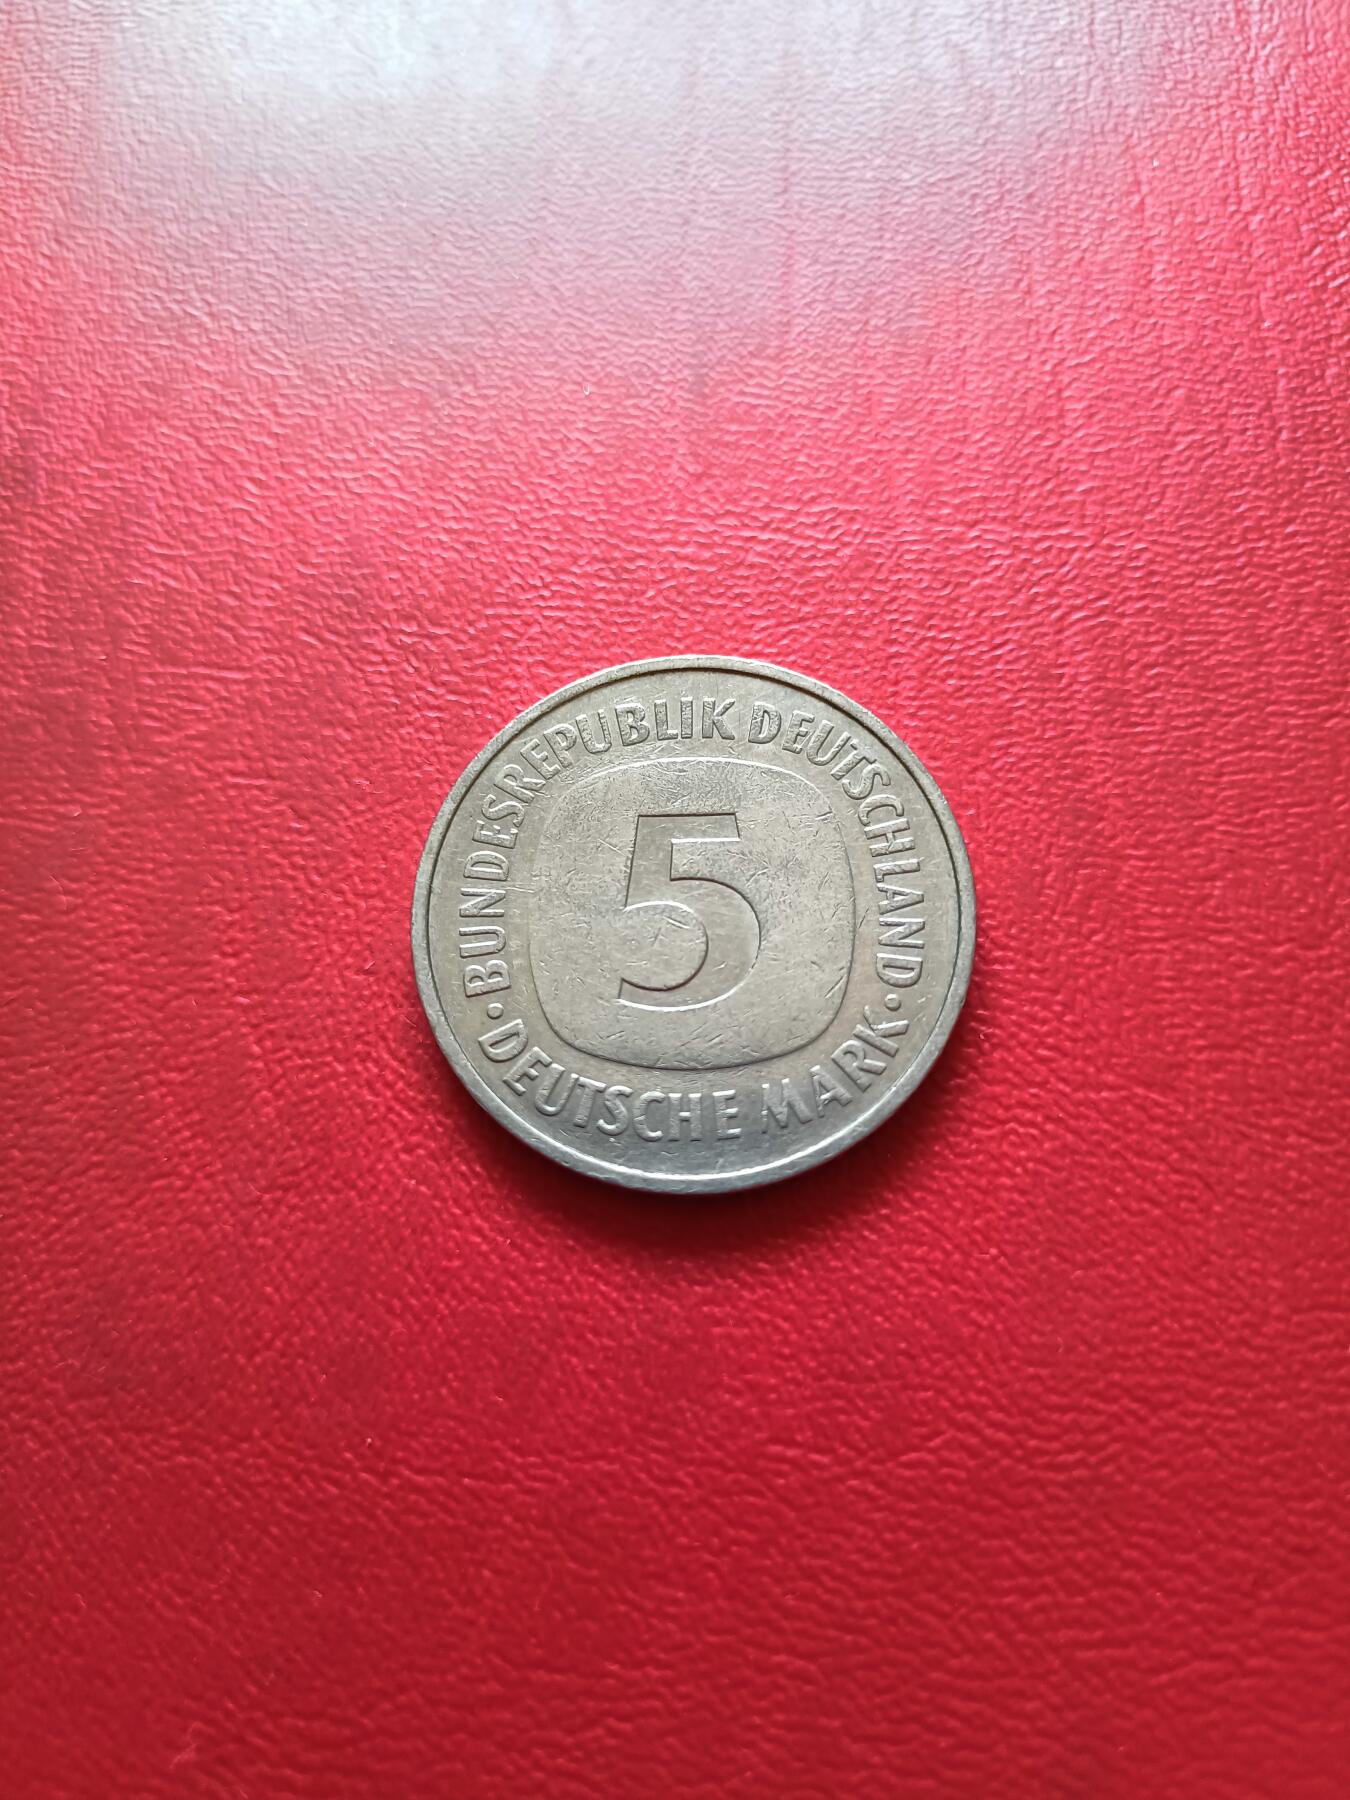 · BUNDESREPUBLIK DEUTSCHLAND ·
5
DEUTSCHE MARK